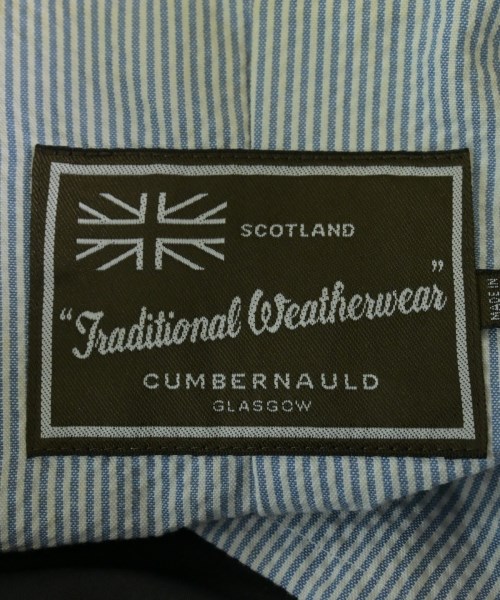 SCOTLAND
"Traditional Weatherwear"
CUMBERNAULD
GLASGOW
MADE IN